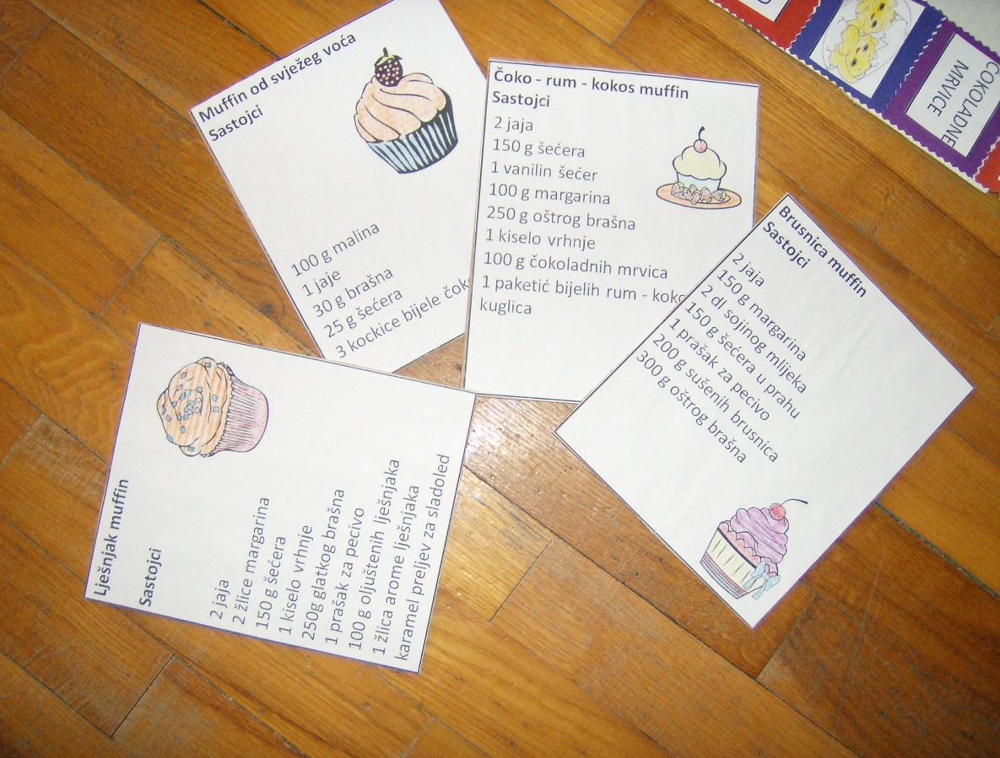 Muffin od svježeg voća
Sastojci
100 g malina
1 jaje
30 g brašna
25 g šećera
3 kockice bijele
Čoko - rum - kokos muffin
Sastojci
2 jaja
150 g šećera
1 vanilin šećer
100 g margarina
250 g oštrog brašna
1 kiselo vrhnje
100 g čokoladnih mrvica
1 paketić bijelih rum -
kuglica
Brusnica muffin
Sastojci
2 jaja
150 g margarina
2 dl sojinog mlijeka
150 g šećera u prahu
1 prašak za pecivo
200 g sušenih brusnica
300 g oštrog brašna
Lješnjak muffin
Sastojci
2 jaja
2 žlice margarina
150 g šećera
1 kiselo vrhnje
250g glatkog brašna
1 prašak za pecivo
100 g oljuštenih lješnjaka
1 žlica arome lješnjaka
karamel preljev za sladoled
ČOKOLADNE
MRVICE